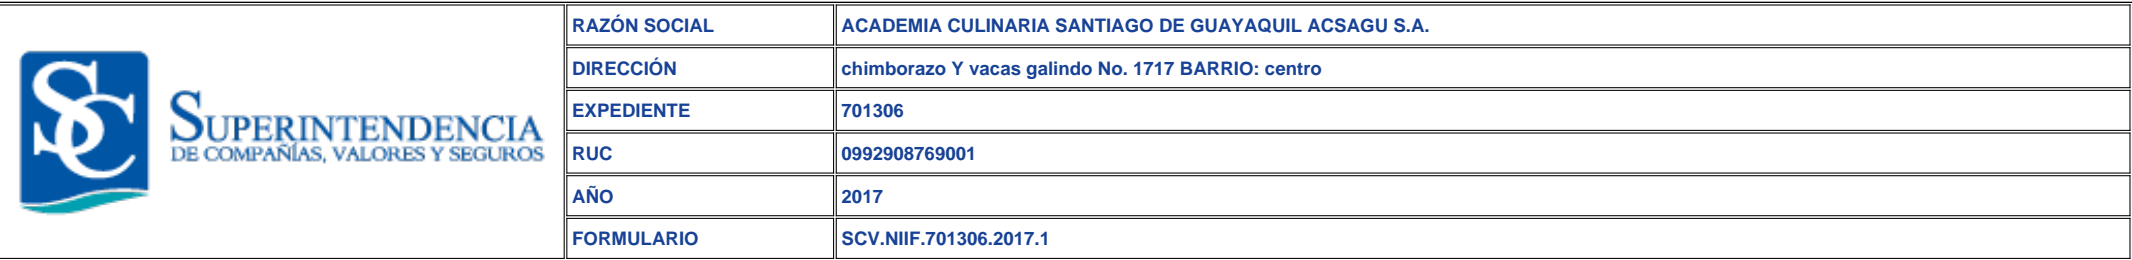 SC
SUPERINTENDENCIA
DE COMPAÑÍAS, VALORES Y SEGUROS
RAZÓN SOCIAL ACADEMIA CULINARIA SANTIAGO DE GUAYAQUIL ACSAGU S.A.
DIRECCIÓN chimborazo Y vacas galindo No. 1717 BARRIO: centro
EXPEDIENTE 701306
RUC 0992908769001
AÑO 2017
FORMULARIO SCV.NIIF.701306.2017.1